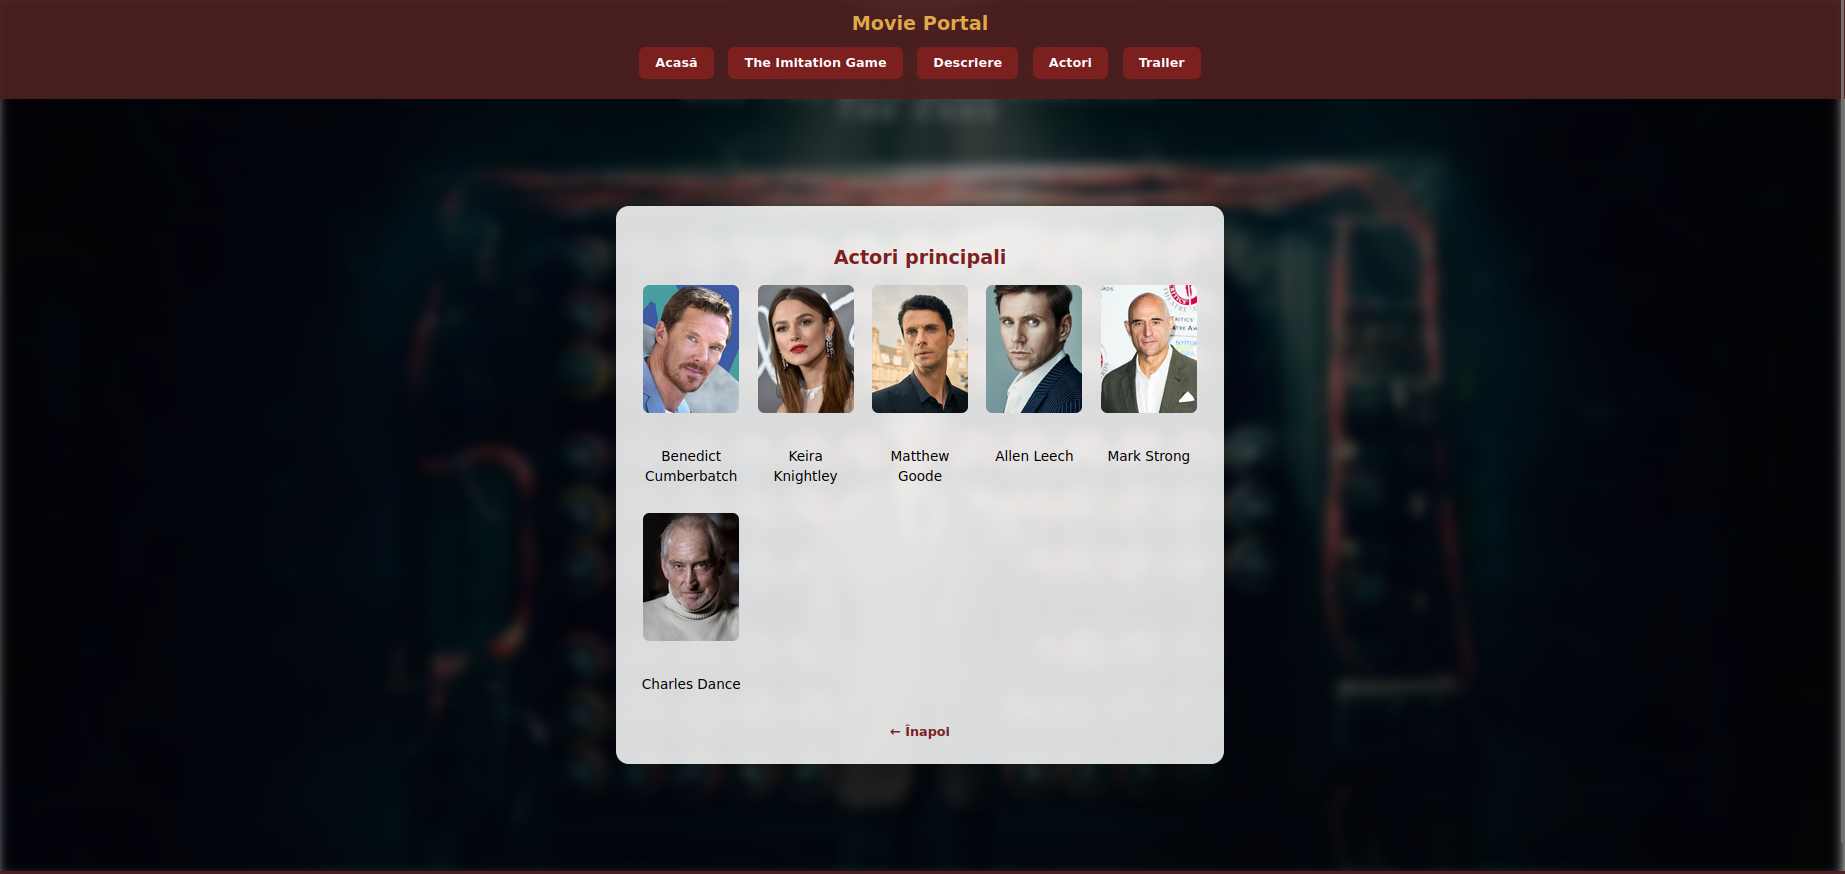 Movie Portal
Acasă The Imitation Game Descriere Actori Trailer
Actori principali
Benedict Cumberbatch
Keira Knightley
Matthew Goode
Allen Leech
Mark Strong
Charles Dance
← Înapoi